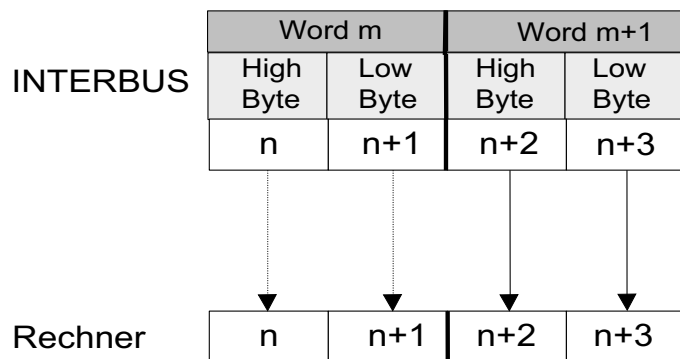 Word m Word m+1
INTERBUS High Byte Low Byte High Byte Low Byte
n n+1 n+2 n+3
Rechner n n+1 n+2 n+3